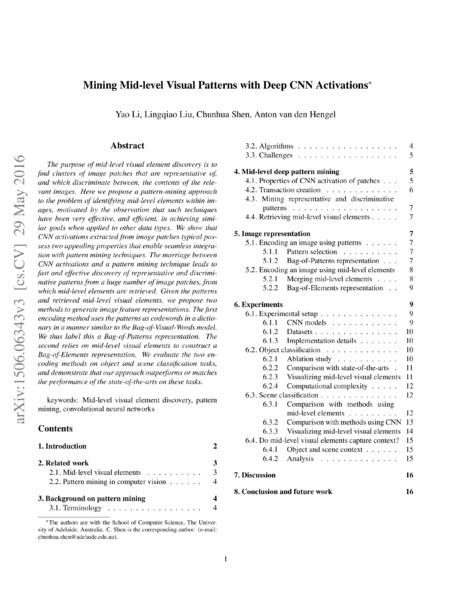 arXiv:1506.06343v3 [cs.CV] 29 May 2016
Mining Mid-level Visual Patterns with Deep CNN Activations*
Yao Li, Lingqiao Liu, Chunhua Shen, Anton van den Hengel
Abstract
The purpose of mid-level visual element discovery is to
find clusters of image patches that are representative of,
and which discriminate between, the contents of the rele-
vant images. Here we propose a pattern-mining approach
to the problem of identifying mid-level elements within im-
ages, motivated by the observation that such techniques
have been very effective, and efficient, in achieving simi-
lar goals when applied to other data types. We show that
CNN activations extracted from image patches typical pos-
sess two appealing properties that enable seamless integra-
tion with pattern mining techniques. The marriage between
CNN activations and a pattern mining technique leads to
fast and effective discovery of representative and discrimi-
native patterns from a huge number of image patches, from
which mid-level elements are retrieved. Given the patterns
and retrieved mid-level visual elements, we propose two
methods to generate image feature representations. The first
encoding method uses the patterns as codewords in a dictio-
nary in a manner similar to the Bag-of-Visual-Words model.
We thus label this a Bag-of-Patterns representation. The
second relies on mid-level visual elements to construct a
Bag-of-Elements representation. We evaluate the two en-
coding methods on object and scene classification tasks,
and demonstrate that our approach outperforms or matches
the performance of the state-of-the-arts on these tasks.
keywords: Mid-level visual element discovery, pattern
mining, convolutional neural networks
Contents
1. Introduction 2
2. Related work 3
2.1. Mid-level visual elements . . . . . . . . . . 3
2.2. Pattern mining in computer vision . . . . . . 4
3. Background on pattern mining 4
3.1. Terminology . . . . . . . . . . . . . . . . . 4
*The authors are with the School of Computer Science, The Univer-
sity of Adelaide, Australia. C. Shen is the corresponding author: (e-mail:
chunhua.shen@adelaide.edu.au).
3.2. Algorithms . . . . . . . . . . . . . . . . . . 4
3.3. Challenges . . . . . . . . . . . . . . . . . . 5
4. Mid-level deep pattern mining 5
4.1. Properties of CNN activation of patches . . . 5
4.2. Transaction creation . . . . . . . . . . . . . 6
4.3. Mining representative and discriminative
patterns . . . . . . . . . . . . . . . . . . . 7
4.4. Retrieving mid-level visual elements . . . . . 7
5. Image representation 7
5.1. Encoding an image using patterns . . . . . . 7
5.1.1 Pattern selection . . . . . . . . . . 7
5.1.2 Bag-of-Patterns representation . . . 7
5.2. Encoding an image using mid-level elements 8
5.2.1 Merging mid-level elements . . . . 8
5.2.2 Bag-of-Elements representation . . 9
6. Experiments 9
6.1. Experimental setup . . . . . . . . . . . . . . 9
6.1.1 CNN models . . . . . . . . . . . . 9
6.1.2 Datasets . . . . . . . . . . . . . . . 10
6.1.3 Implementation details . . . . . . . 10
6.2. Object classification . . . . . . . . . . . . . 10
6.2.1 Ablation study . . . . . . . . . . . 10
6.2.2 Comparison with state-of-the-arts . 11
6.2.3 Visualizing mid-level visual elements 11
6.2.4 Computational complexity . . . . . 12
6.3. Scene classification . . . . . . . . . . . . . . 12
6.3.1 Comparison with methods using
mid-level elements . . . . . . . . . 12
6.3.2 Comparison with methods using CNN 13
6.3.3 Visualizing mid-level visual elements 14
6.4. Do mid-level visual elements capture context? 15
6.4.1 Object and scene context . . . . . . 15
6.4.2 Analysis . . . . . . . . . . . . . . . 15
7. Discussion 16
8. Conclusion and future work 16
1